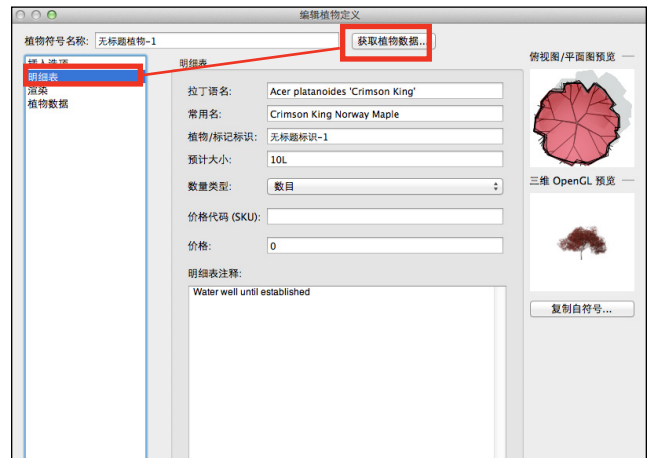 编辑植物定义
植物符号名称: 无标题植物-1 获取植物数据...
插入选项
明细表
渲染
植物数据
明细表
拉丁语名: Acer platanoides 'Crimson King'
常用名: Crimson King Norway Maple
植物/标记标识: 无标题标识-1
预计大小: 10L
数量类型: 数目
价格代码 (SKU):
价格: 0
明细表注释:
Water well until established
俯视图/平面图预览
三维 OpenGL 预览
复制自符号...